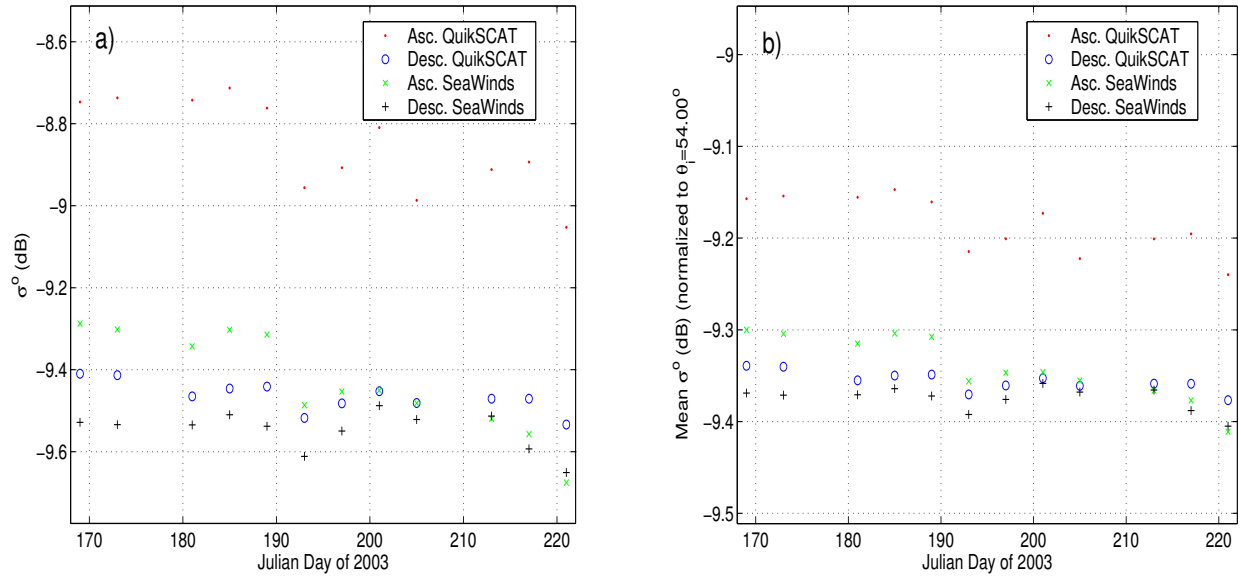 a)
Asc. QuikSCAT
Desc. QuikSCAT
Asc. SeaWinds
Desc. SeaWinds
σ° (dB)
−8.6
−8.8
−9
−9.2
−9.4
−9.6
170 180 190 200 210 220
Julian Day of 2003
b)
Asc. QuikSCAT
Desc. QuikSCAT
Asc. SeaWinds
Desc. SeaWinds
Mean σ° (dB) (normalized to θi=54.00°
−9
−9.1
−9.2
−9.3
−9.4
−9.5
170 180 190 200 210 220
Julian Day of 2003